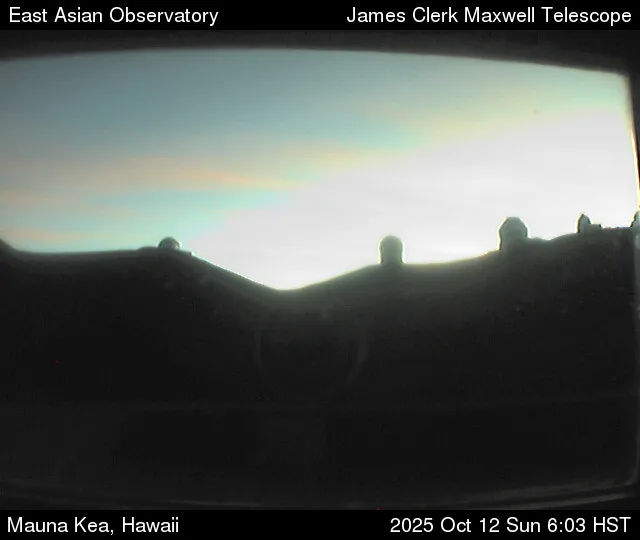 East Asian Observatory
James Clerk Maxwell Telescope
Mauna Kea, Hawaii
2025 Oct 12 Sun 6:03 HST